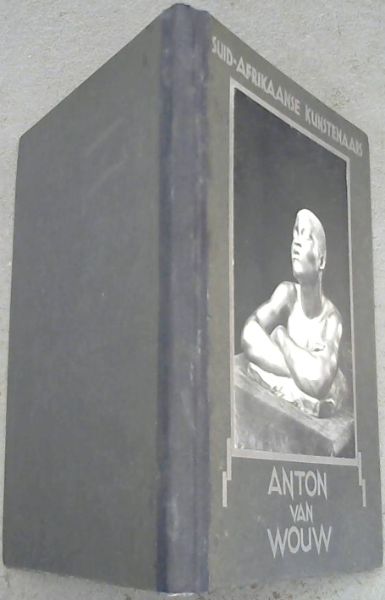 SUID-AFRIKAANSE KUNSTENAARS
ANTON
VAN
WOUW